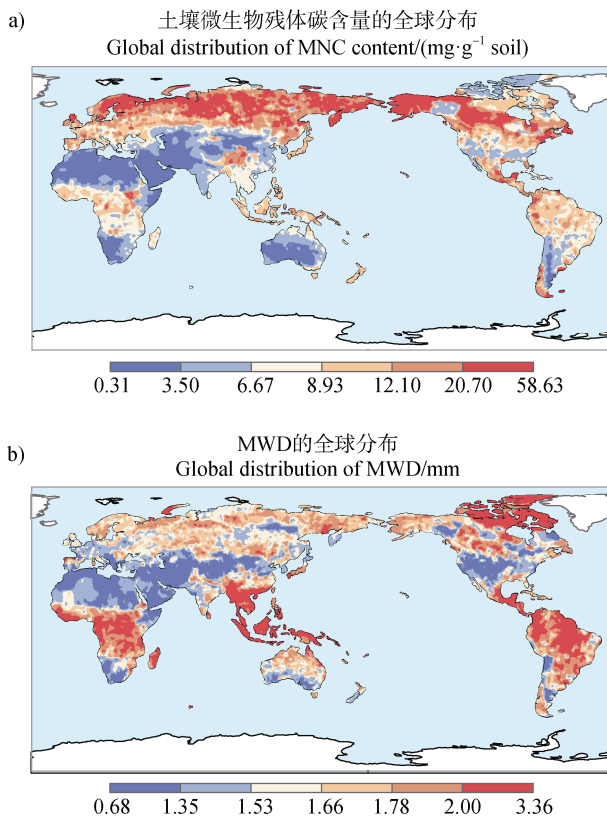 a)
土壤微生物残体碳含量的全球分布
Global distribution of MNC content/(mg·g⁻¹ soil)
0.31 3.50 6.67 8.93 12.10 20.70 58.63
b)
MWD的全球分布
Global distribution of MWD/mm
0.68 1.35 1.53 1.66 1.78 2.00 3.36